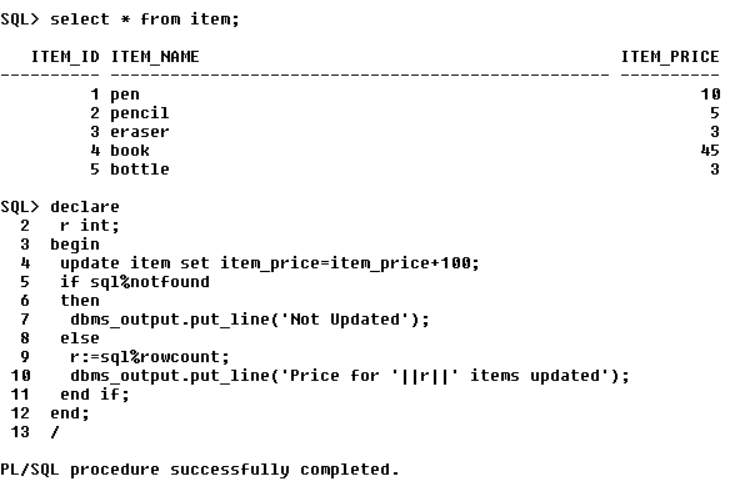 SQL> select * from item;
   ITEM_ID ITEM_NAME                                          ITEM_PRICE
---------- -------------------------------------------------- ----------
         1 pen                                                        10
         2 pencil                                                      5
         3 eraser                                                      3
         4 book                                                       45
         5 bottle                                                      3
SQL> declare
  2   r int;
  3  begin
  4   update item set item_price=item_price+100;
  5   if sql%notfound
  6   then
  7    dbms_output.put_line('Not Updated');
  8   else
  9    r:=sql%rowcount;
 10    dbms_output.put_line('Price for '||r||' items updated');
 11   end if;
 12  end;
 13  /
PL/SQL procedure successfully completed.